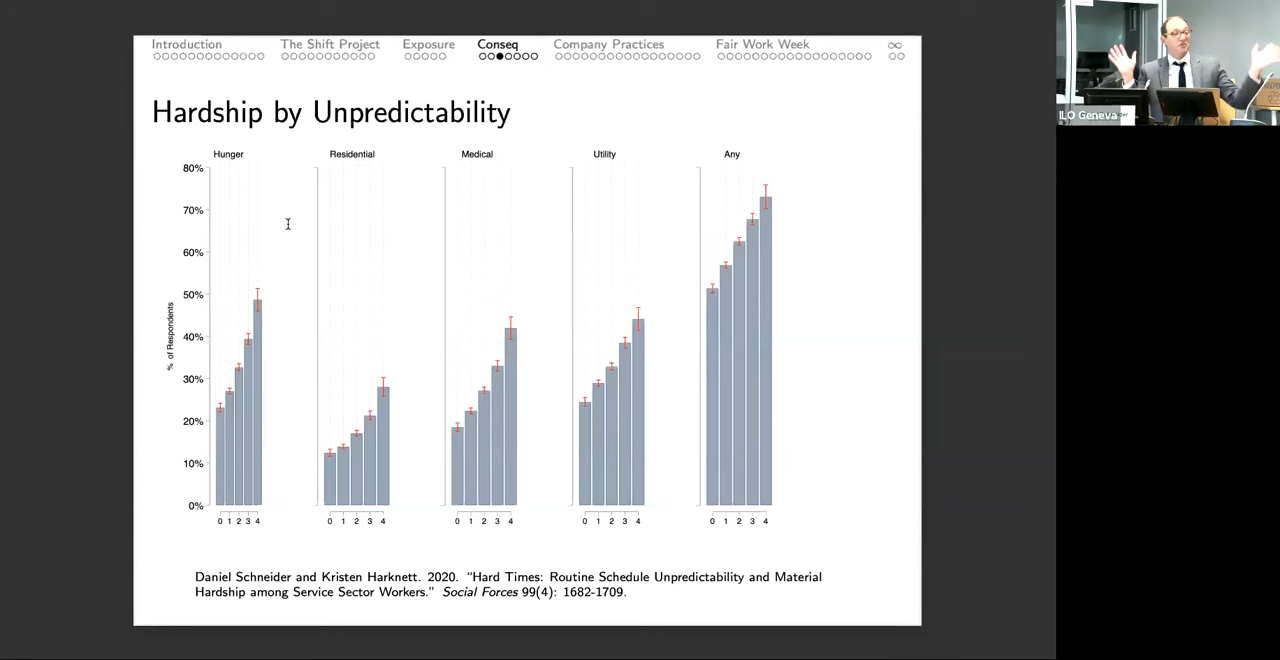 Introduction The Shift Project Exposure Conseq Company Practices Fair Work Week ∞
Hardship by Unpredictability
Hunger Residential Medical Utility Any
80%
70%
60%
50%
40%
30%
20%
10%
0%
% of Respondents
0 1 2 3 4 0 1 2 3 4 0 1 2 3 4 0 1 2 3 4 0 1 2 3 4
Daniel Schneider and Kristen Harknett. 2020. “Hard Times: Routine Schedule Unpredictability and Material
Hardship among Service Sector Workers.” Social Forces 99(4): 1682-1709.
ILO Geneva